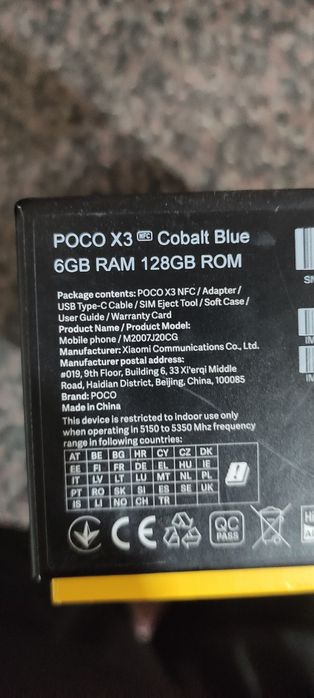 POCO X3 NFC Cobalt Blue
6GB RAM 128GB ROM
Package contents: POCO X3 NFC / Adapter /
USB Type-C Cable / SIM Eject Tool / Soft Case /
User Guide / Warranty Card
Product Name / Product Model:
Mobile phone / M2007J20CG
Manufacturer: Xiaomi Communications Co., Ltd.
Manufacturer postal address:
#019, 9th Floor, Building 6, 33 Xi'erqi Middle
Road, Haidian District, Beijing, China, 100085
Brand: POCO
Made in China
This device is restricted to indoor use only
when operating in 5150 to 5350 Mhz frequency
range in following countries:
AT BE BG HR CY CZ DK
EE FI FR DE EL HU IE
IT LV LT LU MT NL PL
PT RO SK SI ES SE UK
IS LI NO CH TR
CE QC PASS